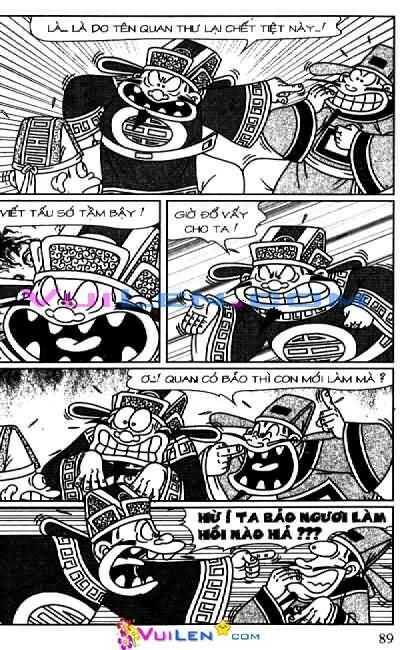 LÀ... LÀ DO TÊN QUAN THƯ LẠI CHẾT TIỆT NÀY...!
VIẾT TẤU SỚ TẦM BẬY!
GIỜ ĐỔ VẤY
CHO TA!
VUILEN.COM
Ơ...! QUAN CÓ BẢO THÌ CON MỚI LÀM MÀ?
HỪ! TA BẢO NGƯƠI LÀM
HỒI NÀO HẢ???
VUILEN.COM
89